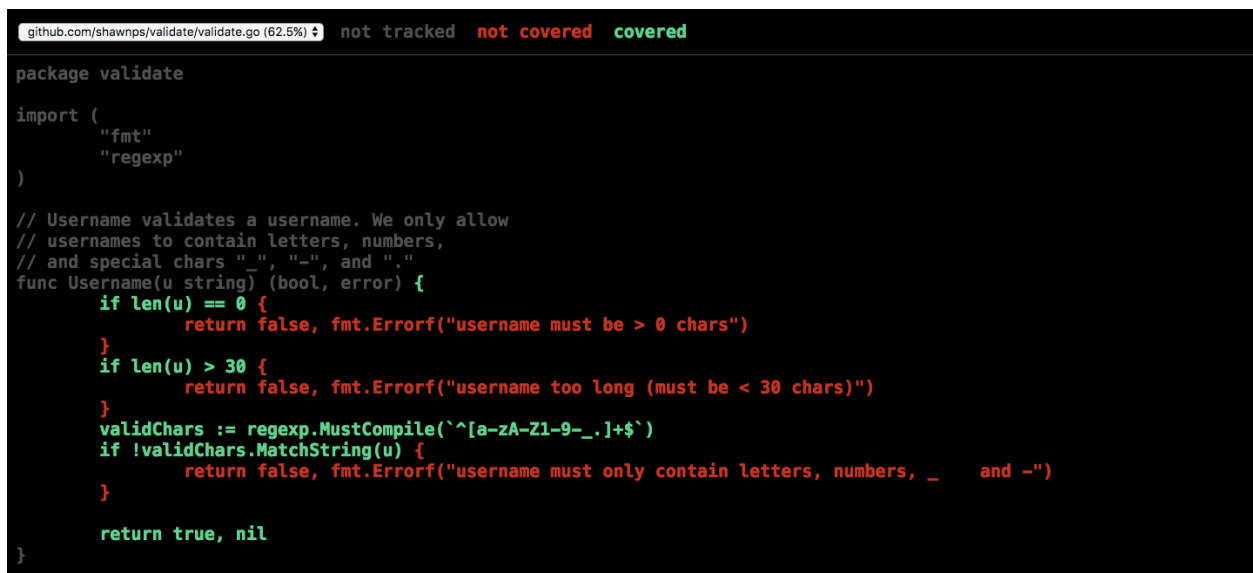 github.com/shawnps/validate/validate.go (62.5%) not tracked not covered covered
package validate
import (
"fmt"
"regexp"
)
// Username validates a username. We only allow
// usernames to contain letters, numbers,
// and special chars "_", "-", and "."
func Username(u string) (bool, error) {
if len(u) == 0 {
return false, fmt.Errorf("username must be > 0 chars")
}
if len(u) > 30 {
return false, fmt.Errorf("username too long (must be < 30 chars)")
}
validChars := regexp.MustCompile(`^[a-zA-Z1-9-_.]+$`)
if !validChars.MatchString(u) {
return false, fmt.Errorf("username must only contain letters, numbers, _    and -")
}
return true, nil
}